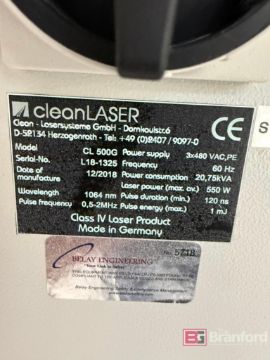 cleanLASER
Clean - Lasersysteme GmbH - Dornkaulstr.6
D-52134 Herzogenrath - Tel: +49 (0)2407 / 9097-0
CE
S
Model CL 500G Power supply 3x480 VAC,PE
Serial-No. L18-1325 Frequency 60 Hz
Date of manufacture 12/2018 Power consumption 20,75kVA
Laser power (max. av.) 550 W
Wavelength 1064 nm Pulse duration (min.) 120 ns
Pulse frequency 0,5-2MHz Pulse energy (max.) 1 mJ
Class IV Laser Product
Made in Germany
No. 5718
BELAY ENGINEERING
Branford